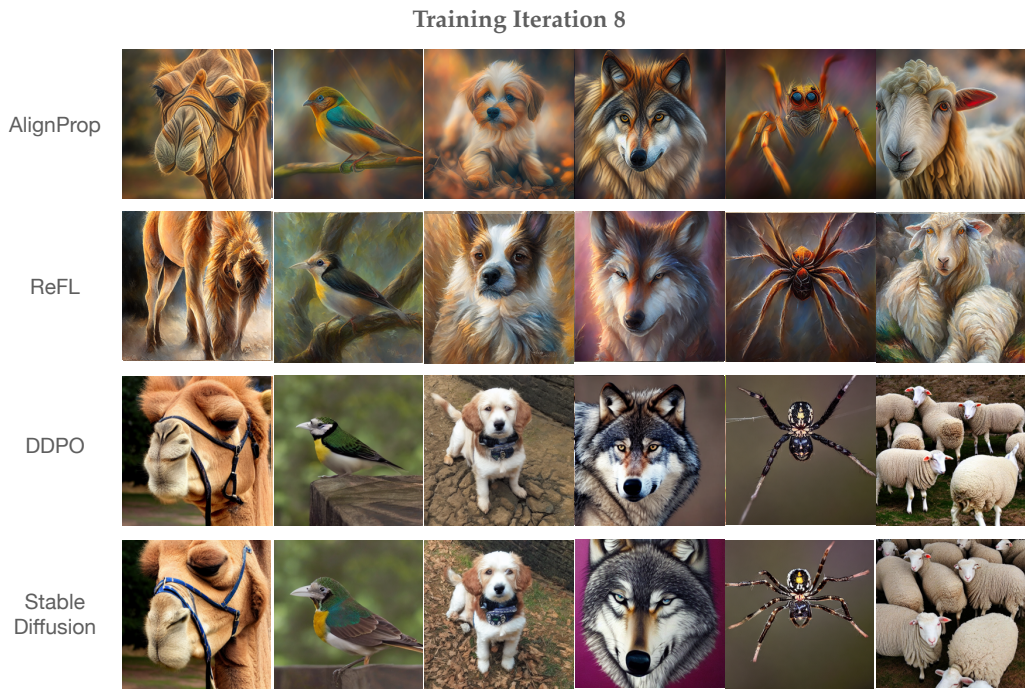 Training Iteration 8
AlignProp
ReFL
DDPO
Stable
Diffusion